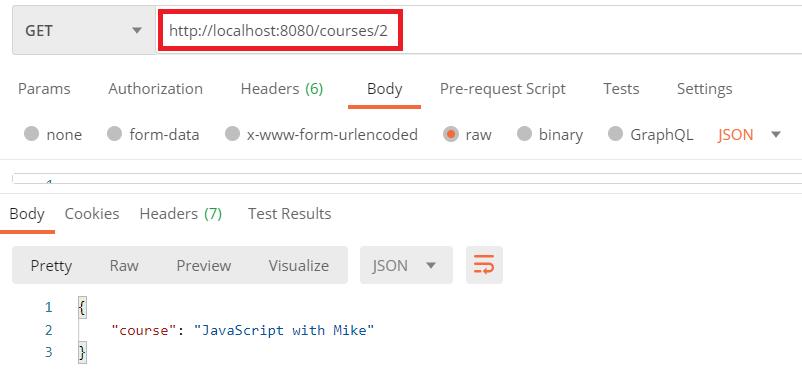 GET http://localhost:8080/courses/2
Params Authorization Headers (6) Body Pre-request Script Tests Settings
none form-data x-www-form-urlencoded raw binary GraphQL JSON
1
Body Cookies Headers (7) Test Results
Pretty Raw Preview Visualize JSON
1 {
2 "course": "JavaScript with Mike"
3 }